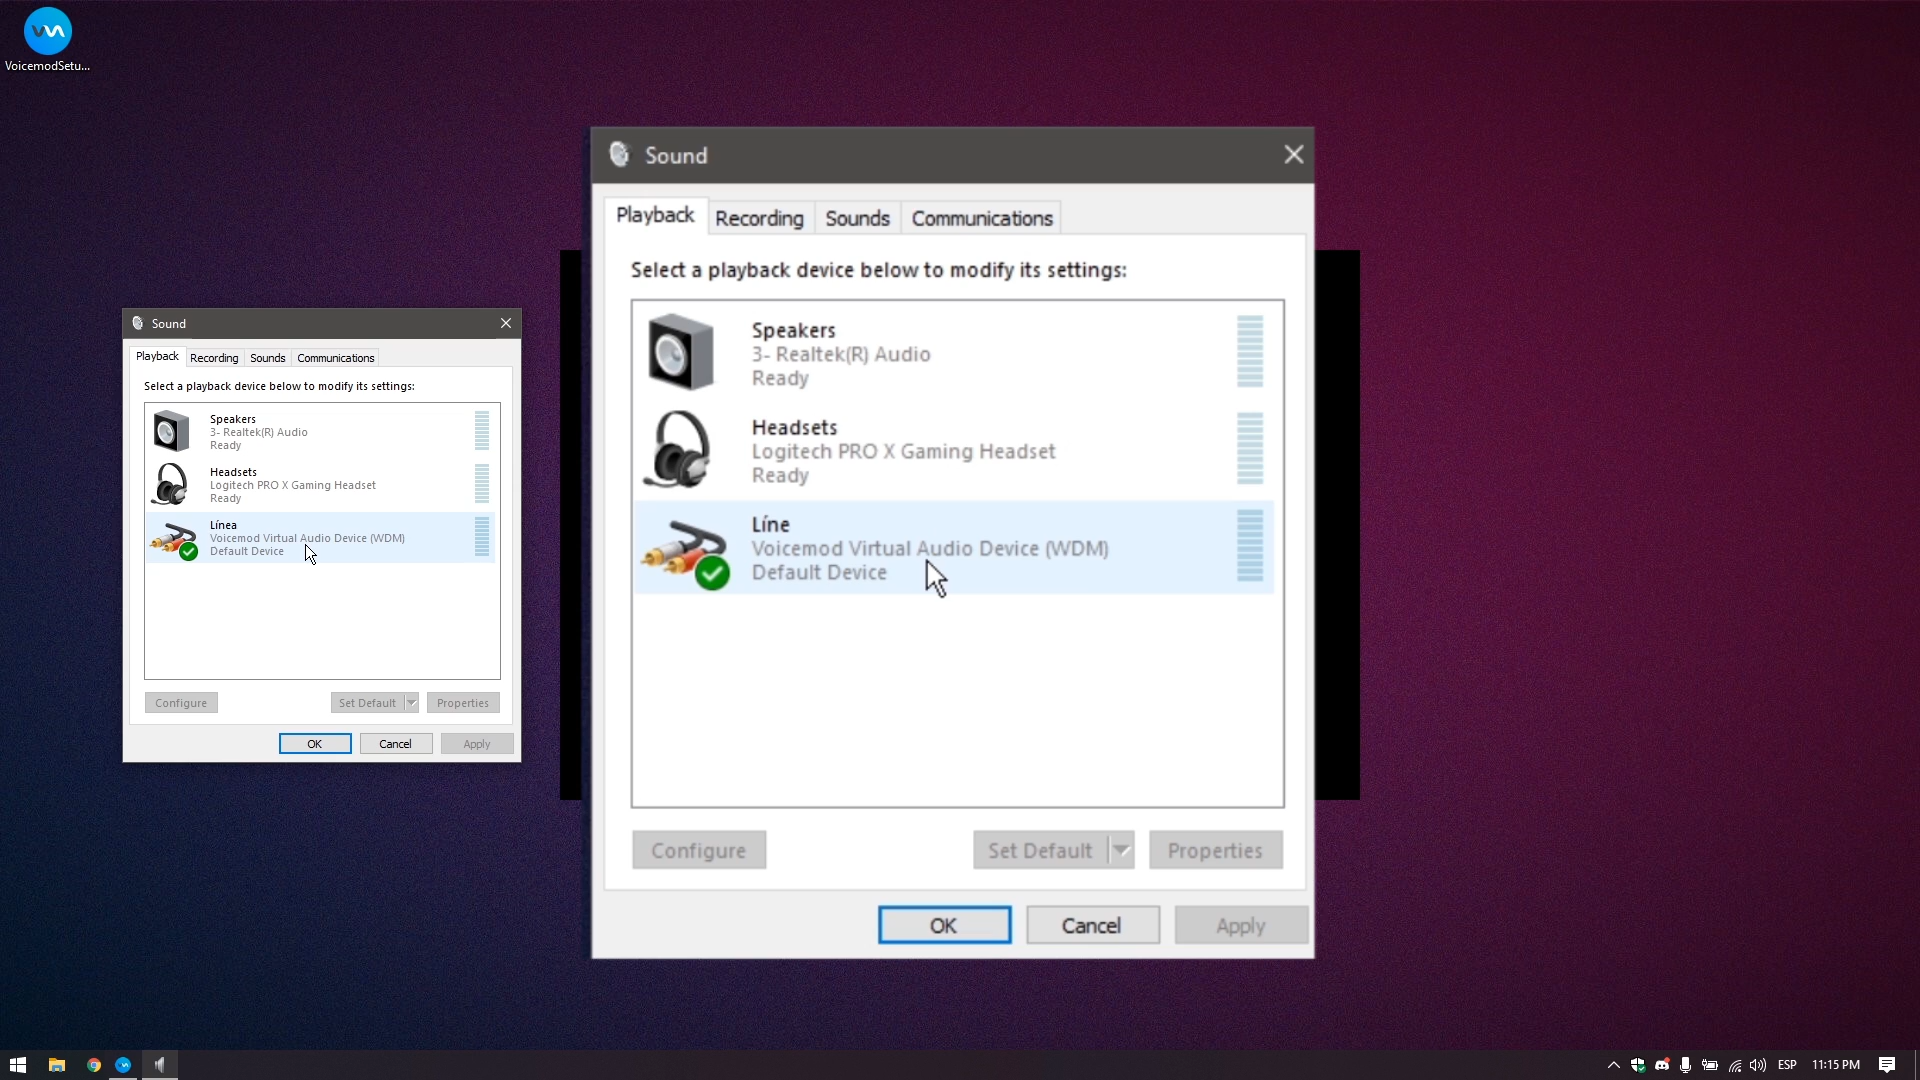 VoicemodSetu...
Sound
Playback Recording Sounds Communications
Select a playback device below to modify its settings:
Speakers
3- Realtek(R) Audio
Ready
Headsets
Logitech PRO X Gaming Headset
Ready
Línea
Voicemod Virtual Audio Device (WDM)
Default Device
Configure Set Default Properties
OK Cancel Apply
Sound
Playback Recording Sounds Communications
Select a playback device below to modify its settings:
Speakers
3- Realtek(R) Audio
Ready
Headsets
Logitech PRO X Gaming Headset
Ready
Líne
Voicemod Virtual Audio Device (WDM)
Default Device
Configure Set Default Properties
OK Cancel Apply
ESP 11:15 PM